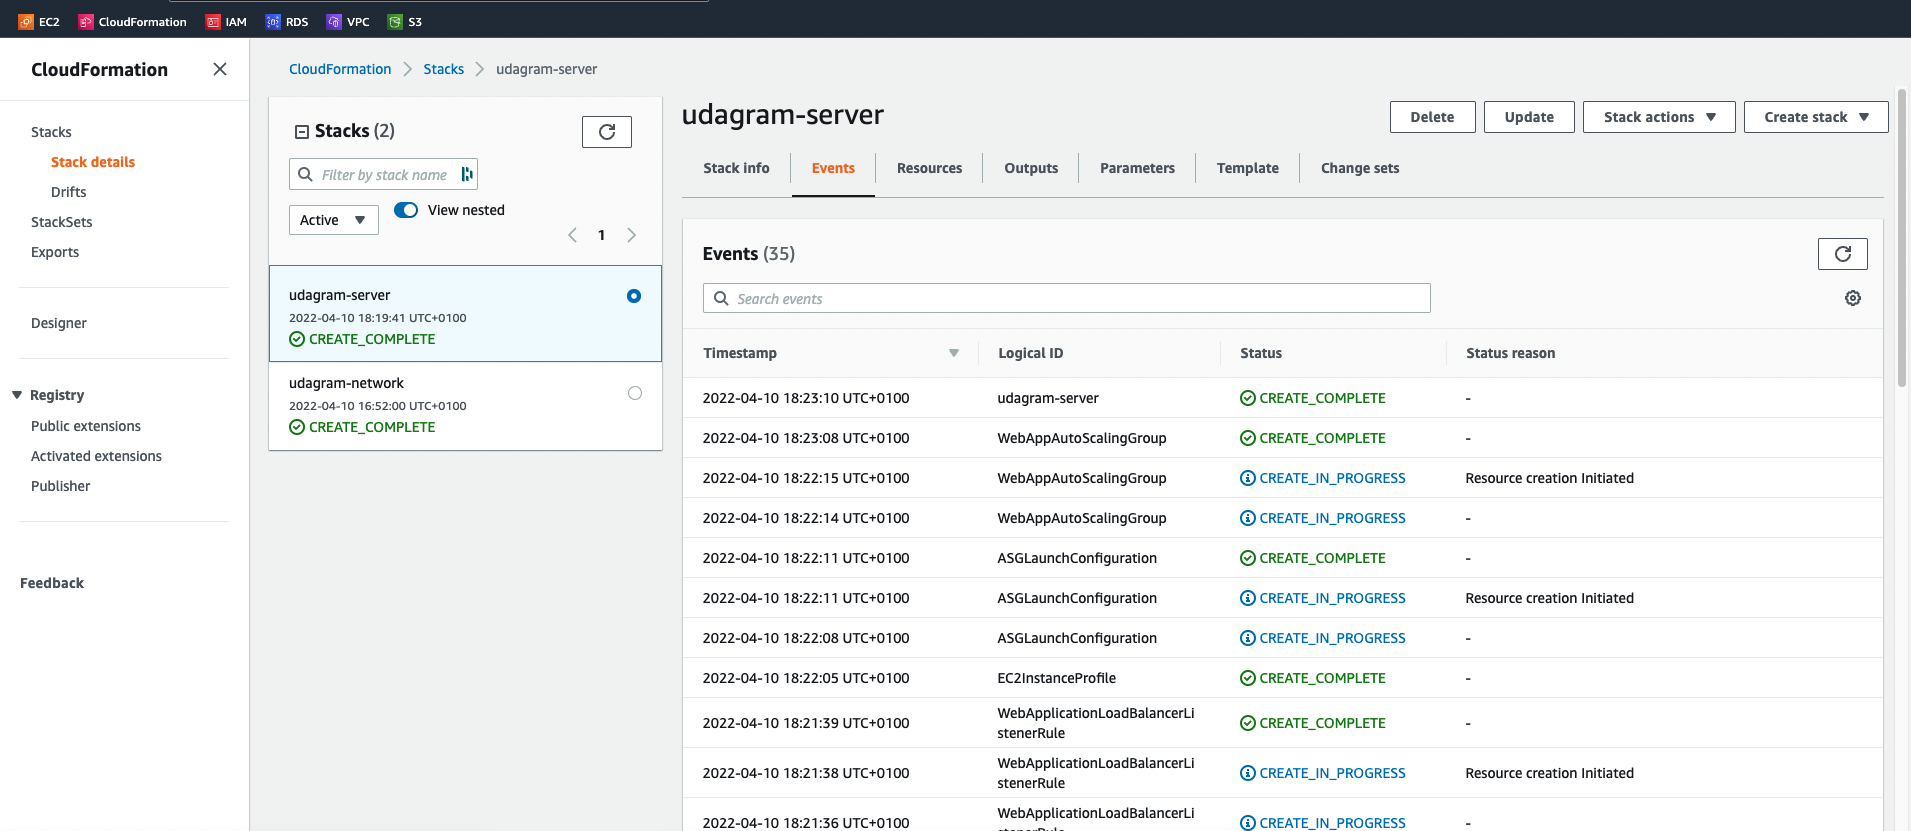 EC2 CloudFormation IAM RDS VPC S3
CloudFormation
Stacks
Stack details
Drifts
StackSets
Exports
Designer
Registry
Public extensions
Activated extensions
Publisher
Feedback
CloudFormation Stacks udagram-server
Stacks (2)
Filter by stack name
Active View nested
1
udagram-server
2022-04-10 18:19:41 UTC+0100
CREATE_COMPLETE
udagram-network
2022-04-10 16:52:00 UTC+0100
CREATE_COMPLETE
udagram-server
Delete Update Stack actions Create stack
Stack info Events Resources Outputs Parameters Template Change sets
Events (35)
Search events
Timestamp Logical ID Status Status reason
2022-04-10 18:23:10 UTC+0100 udagram-server CREATE_COMPLETE -
2022-04-10 18:23:08 UTC+0100 WebAppAutoScalingGroup CREATE_COMPLETE -
2022-04-10 18:22:15 UTC+0100 WebAppAutoScalingGroup CREATE_IN_PROGRESS Resource creation Initiated
2022-04-10 18:22:14 UTC+0100 WebAppAutoScalingGroup CREATE_IN_PROGRESS -
2022-04-10 18:22:11 UTC+0100 ASGLaunchConfiguration CREATE_COMPLETE -
2022-04-10 18:22:11 UTC+0100 ASGLaunchConfiguration CREATE_IN_PROGRESS Resource creation Initiated
2022-04-10 18:22:08 UTC+0100 ASGLaunchConfiguration CREATE_IN_PROGRESS -
2022-04-10 18:22:05 UTC+0100 EC2InstanceProfile CREATE_COMPLETE -
2022-04-10 18:21:39 UTC+0100 WebApplicationLoadBalancerLi CREATE_COMPLETE -
stenerRule
2022-04-10 18:21:38 UTC+0100 WebApplicationLoadBalancerLi CREATE_IN_PROGRESS Resource creation Initiated
stenerRule
2022-04-10 18:21:36 UTC+0100 WebApplicationLoadBalancerLi CREATE_IN_PROGRESS -